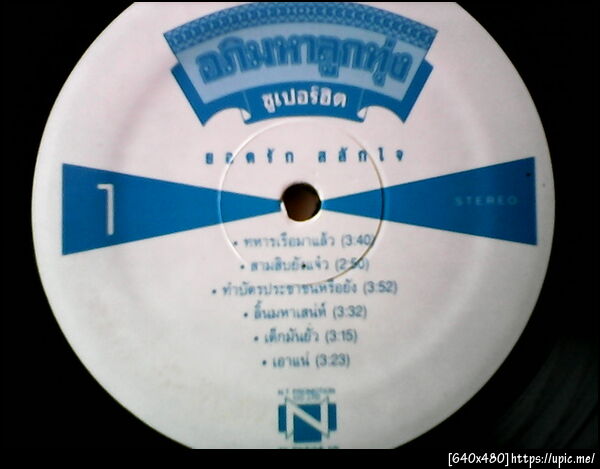 อภิมหาลูกทุ่ง
ซูเปอร์ฮิต
ยอดรัก สลักใจ
1
STEREO
• ทหารเรือมาแล้ว (3:40)
• สามสิบยังแจ๋ว (2:50)
• ทำบัตรประชาชนหรือยัง (3:52)
• ลิ้นมหาเสน่ห์ (3:32)
• เด็กมันยั่ว (3:15)
• เอาแน่ (3:23)
N.T. PROMOTION
CO.,LTD.
N
[640x480]https://upic.me/